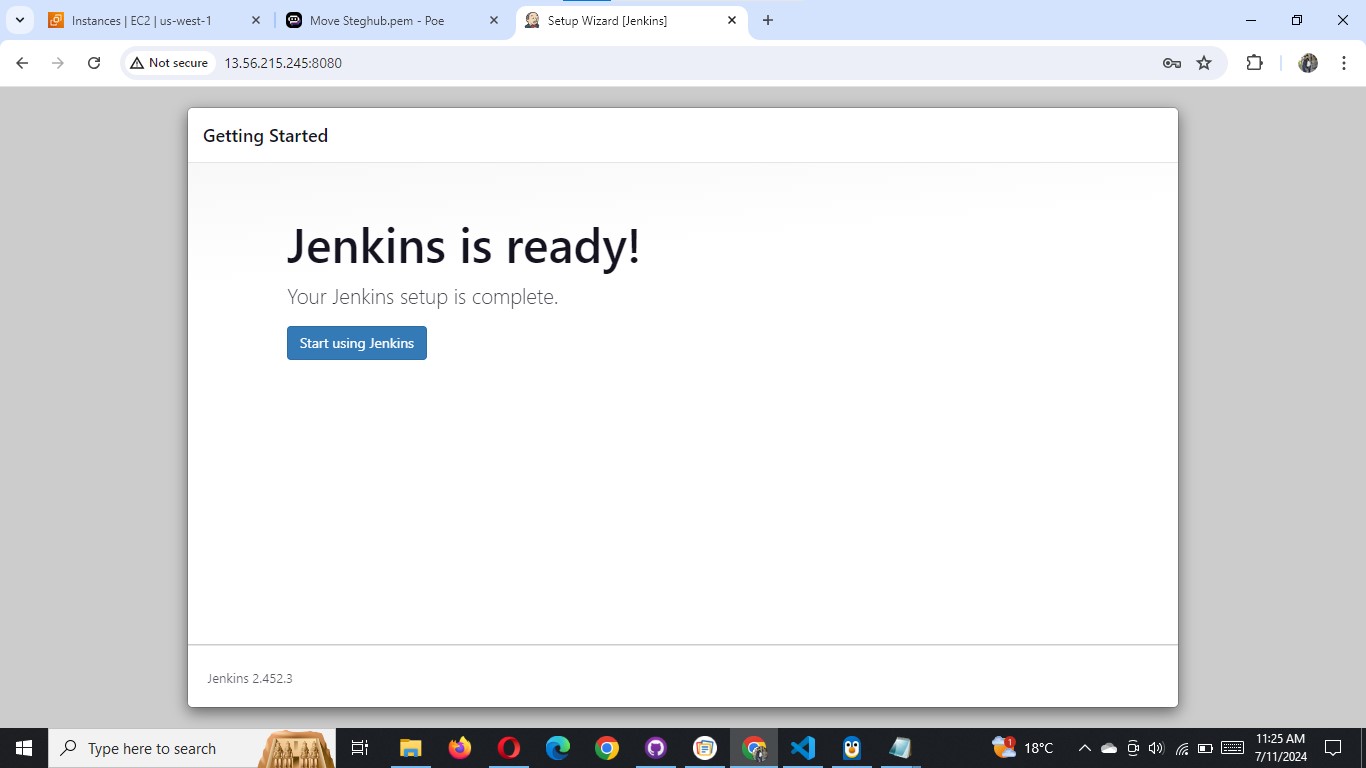 Instances | EC2 | us-west-1
Move Steghub.pem - Poe
Setup Wizard [Jenkins]
Not secure
13.56.215.245:8080
Getting Started
Jenkins is ready!
Your Jenkins setup is complete.
Start using Jenkins
Jenkins 2.452.3
Type here to search
1
18°C
11:25 AM
7/11/2024